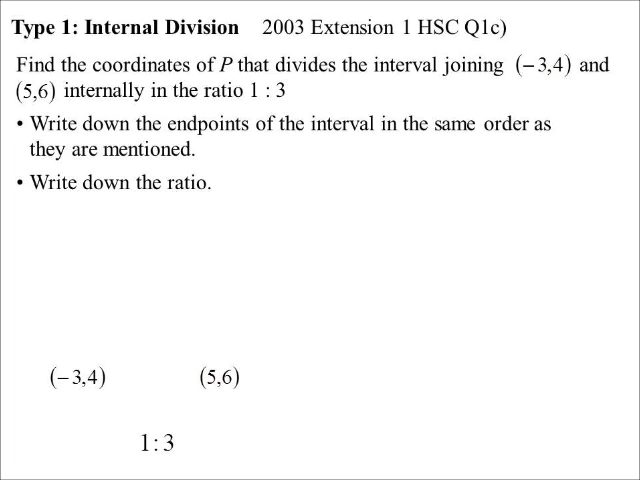 Type 1: Internal Division 2003 Extension 1 HSC Q1c)
Find the coordinates of P that divides the interval joining (−3,4) and
(5,6) internally in the ratio 1 : 3
• Write down the endpoints of the interval in the same order as
they are mentioned.
• Write down the ratio.
(−3,4) (5,6)
1:3